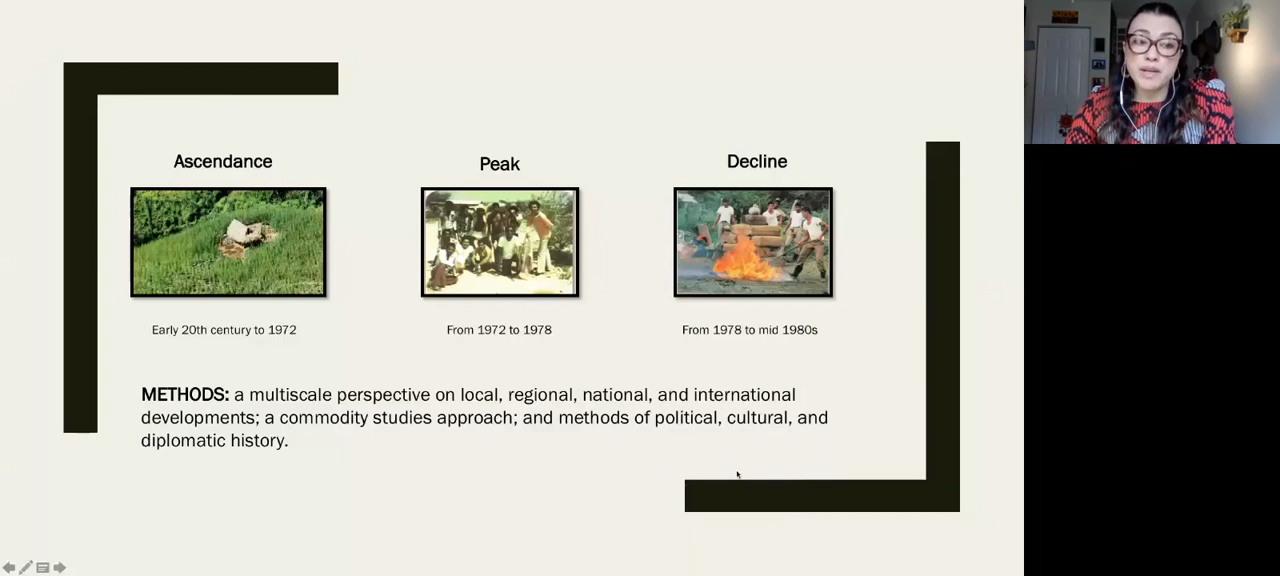 Ascendance
Peak
Decline
Early 20th century to 1972
From 1972 to 1978
From 1978 to mid 1980s
METHODS: a multiscale perspective on local, regional, national, and international
developments; a commodity studies approach; and methods of political, cultural, and
diplomatic history.